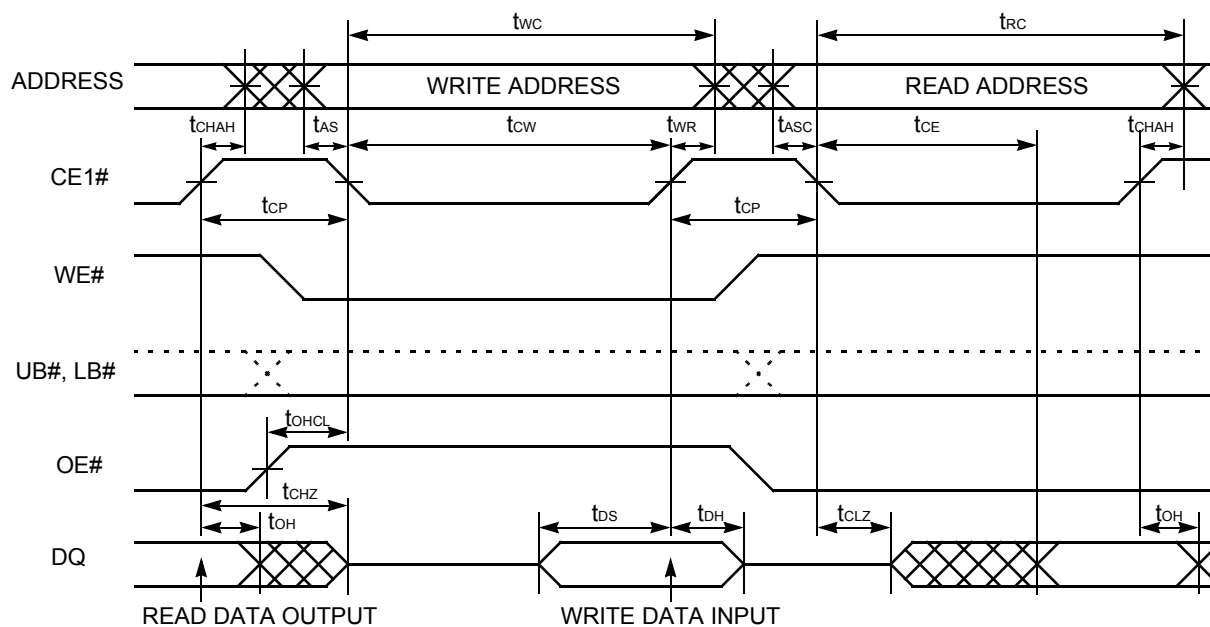 tWC tRC
ADDRESS WRITE ADDRESS READ ADDRESS
tCHAH tAS tCW tWR tASC tCE tCHAH
CE1#
tCP tCP
WE#
UB#, LB#
tOHCL
OE#
tCHZ
tOH tDS tDH tCLZ tOH
DQ
READ DATA OUTPUT WRITE DATA INPUT